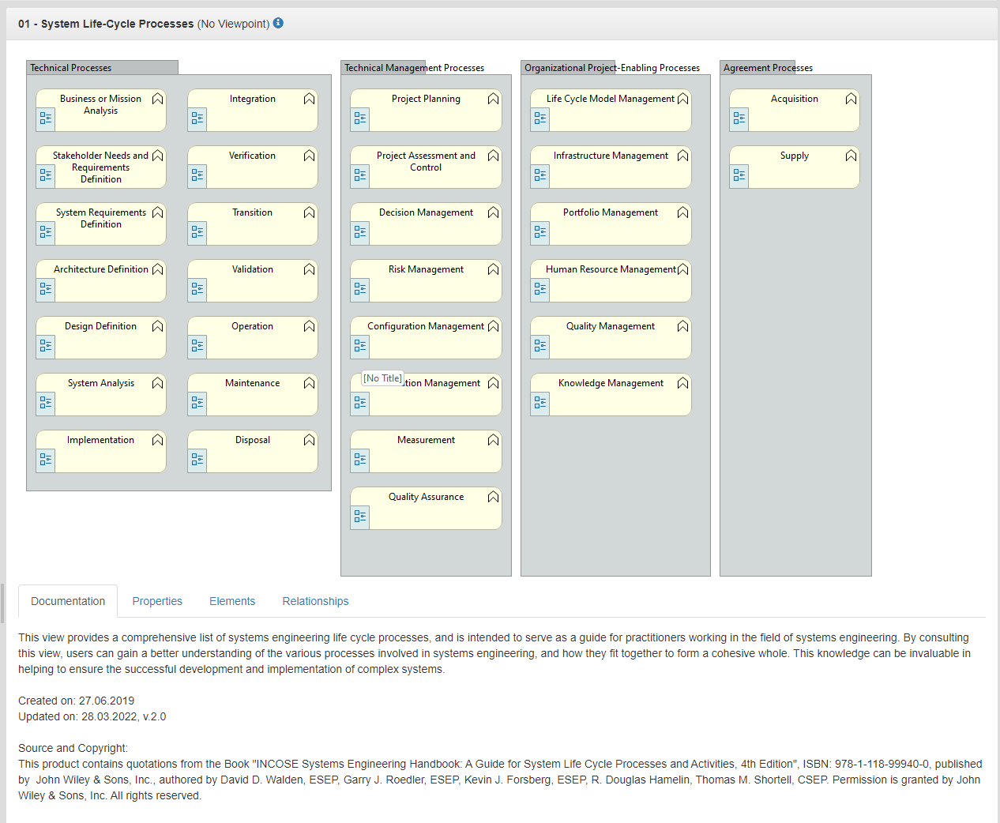 01 - System Life-Cycle Processes (No Viewpoint)
Technical Processes
Business or Mission
Analysis
Stakeholder Needs and
Requirements
Definition
System Requirements
Definition
Architecture Definition
Design Definition
System Analysis
Implementation
Integration
Verification
Transition
Validation
Operation
Maintenance
Disposal
Technical Management Processes
Project Planning
Project Assessment and
Control
Decision Management
Risk Management
Configuration Management
[No Title]
Management
Measurement
Quality Assurance
Organizational Project-Enabling Processes
Life Cycle Model Management
Infrastructure Management
Portfolio Management
Human Resource Management
Quality Management
Knowledge Management
Agreement Processes
Acquisition
Supply
Documentation
Properties
Elements
Relationships
This view provides a comprehensive list of systems engineering life cycle processes, and is intended to serve as a guide for practitioners working in the field of systems engineering. By consulting
this view, users can gain a better understanding of the various processes involved in systems engineering, and how they fit together to form a cohesive whole. This knowledge can be invaluable in
helping to ensure the successful development and implementation of complex systems.
Created on: 27.06.2019
Updated on: 28.03.2022, v.2.0
Source and Copyright:
This product contains quotations from the Book "INCOSE Systems Engineering Handbook: A Guide for System Life Cycle Processes and Activities, 4th Edition", ISBN: 978-1-118-99940-0, published
by John Wiley & Sons, Inc., authored by David D. Walden, ESEP, Garry J. Roedler, ESEP, Kevin J. Forsberg, ESEP, R. Douglas Hamelin, Thomas M. Shortell, CSEP. Permission is granted by John
Wiley & Sons, Inc. All rights reserved.